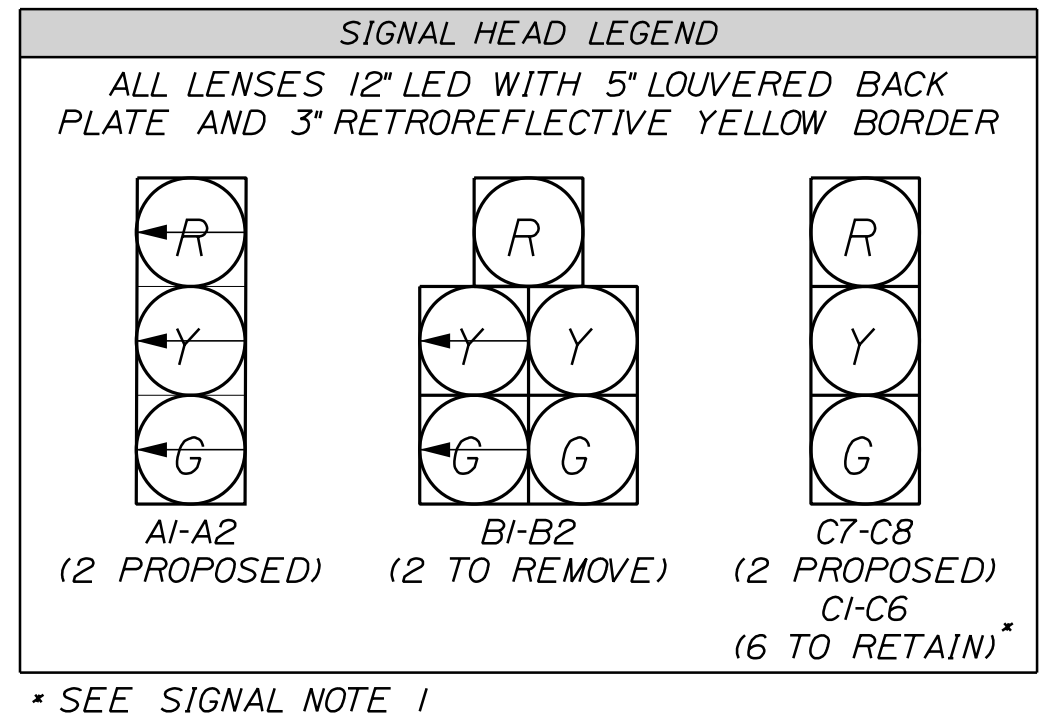 SIGNAL HEAD LEGEND
ALL LENSES 12" LED WITH 5" LOUVERED BACK
PLATE AND 3" RETROREFLECTIVE YELLOW BORDER
R
Y
G
A1-A2
(2 PROPOSED)
R
Y Y
G G
B1-B2
(2 TO REMOVE)
R
Y
G
C7-C8
(2 PROPOSED)
C1-C6
(6 TO RETAIN)*
* SEE SIGNAL NOTE 1